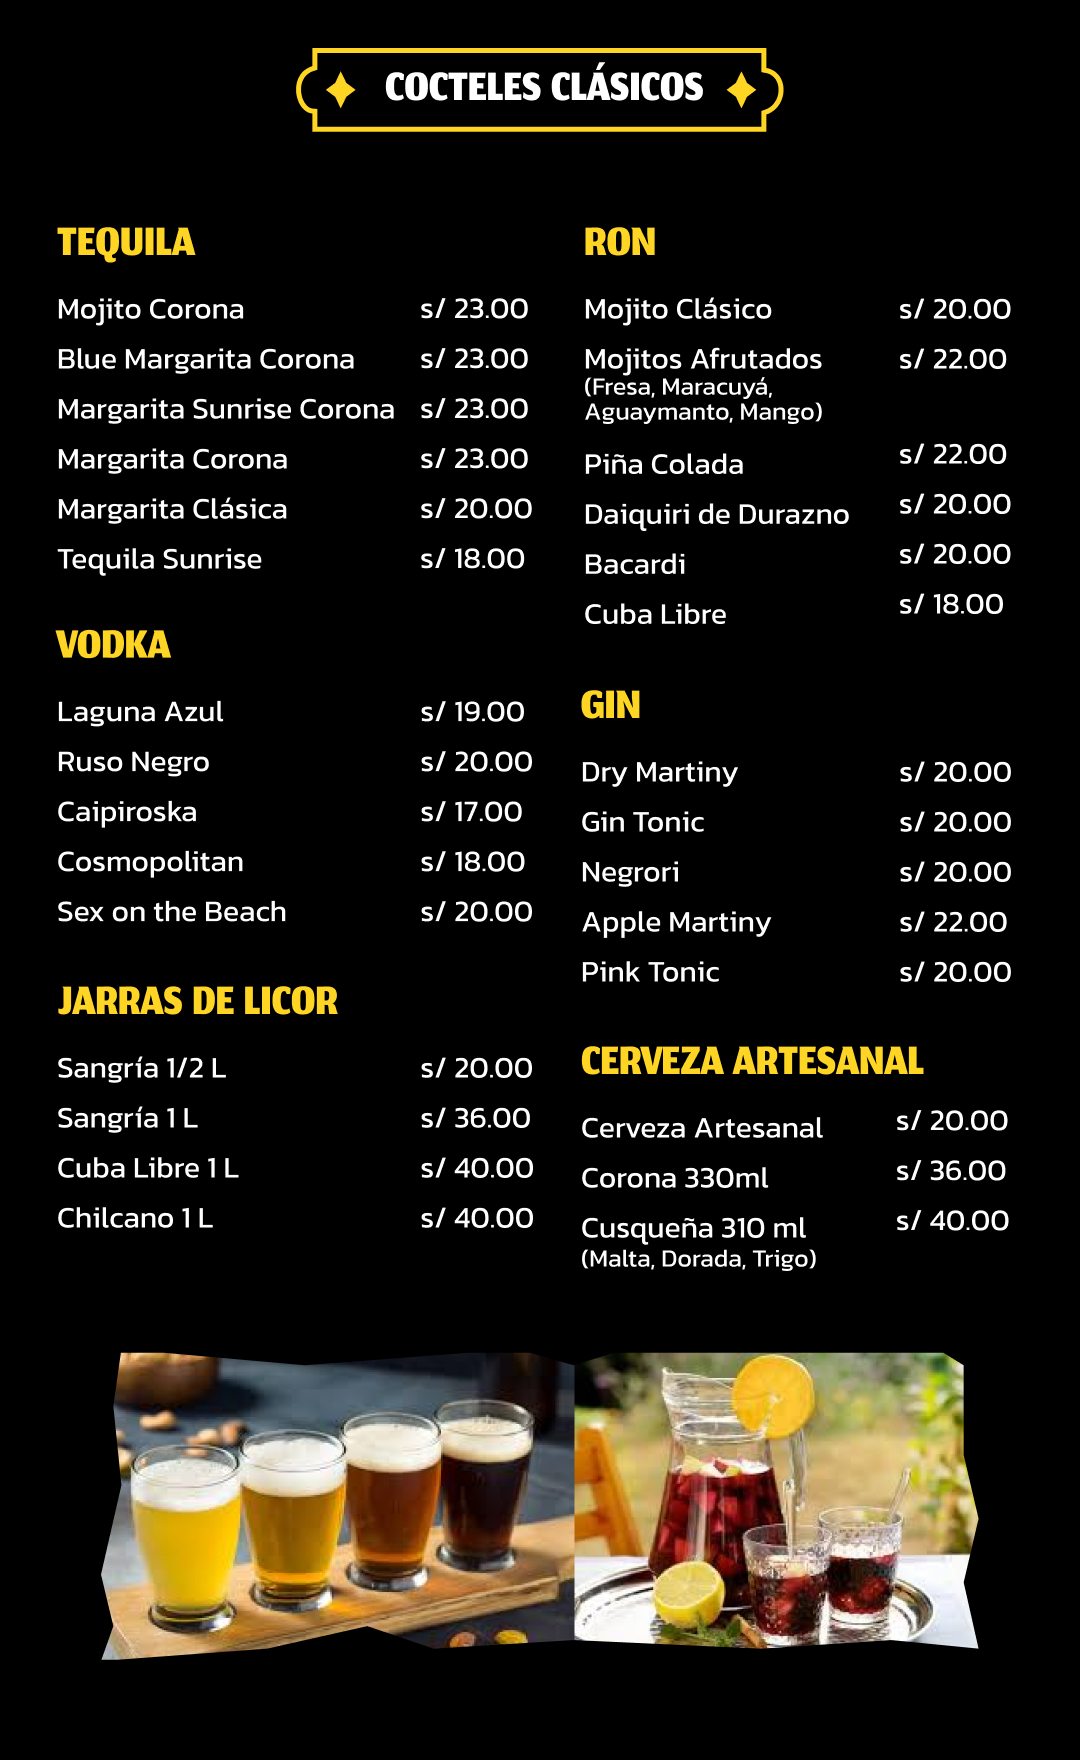 COCTELES CLÁSICOS
TEQUILA
Mojito Corona s/ 23.00
Blue Margarita Corona s/ 23.00
Margarita Sunrise Corona s/ 23.00
Margarita Corona s/ 23.00
Margarita Clásica s/ 20.00
Tequila Sunrise s/ 18.00
VODKA
Laguna Azul s/ 19.00
Ruso Negro s/ 20.00
Caipiroska s/ 17.00
Cosmopolitan s/ 18.00
Sex on the Beach s/ 20.00
JARRAS DE LICOR
Sangría 1/2 L s/ 20.00
Sangría 1 L s/ 36.00
Cuba Libre 1 L s/ 40.00
Chilcano 1 L s/ 40.00
RON
Mojito Clásico s/ 20.00
Mojitos Afrutados s/ 22.00
(Fresa, Maracuyá,
Aguaymanto, Mango)
Piña Colada s/ 22.00
Daiquiri de Durazno s/ 20.00
Bacardi s/ 20.00
Cuba Libre s/ 18.00
GIN
Dry Martiny s/ 20.00
Gin Tonic s/ 20.00
Negrori s/ 20.00
Apple Martiny s/ 22.00
Pink Tonic s/ 20.00
CERVEZA ARTESANAL
Cerveza Artesanal s/ 20.00
Corona 330ml s/ 36.00
Cusqueña 310 ml s/ 40.00
(Malta, Dorada, Trigo)